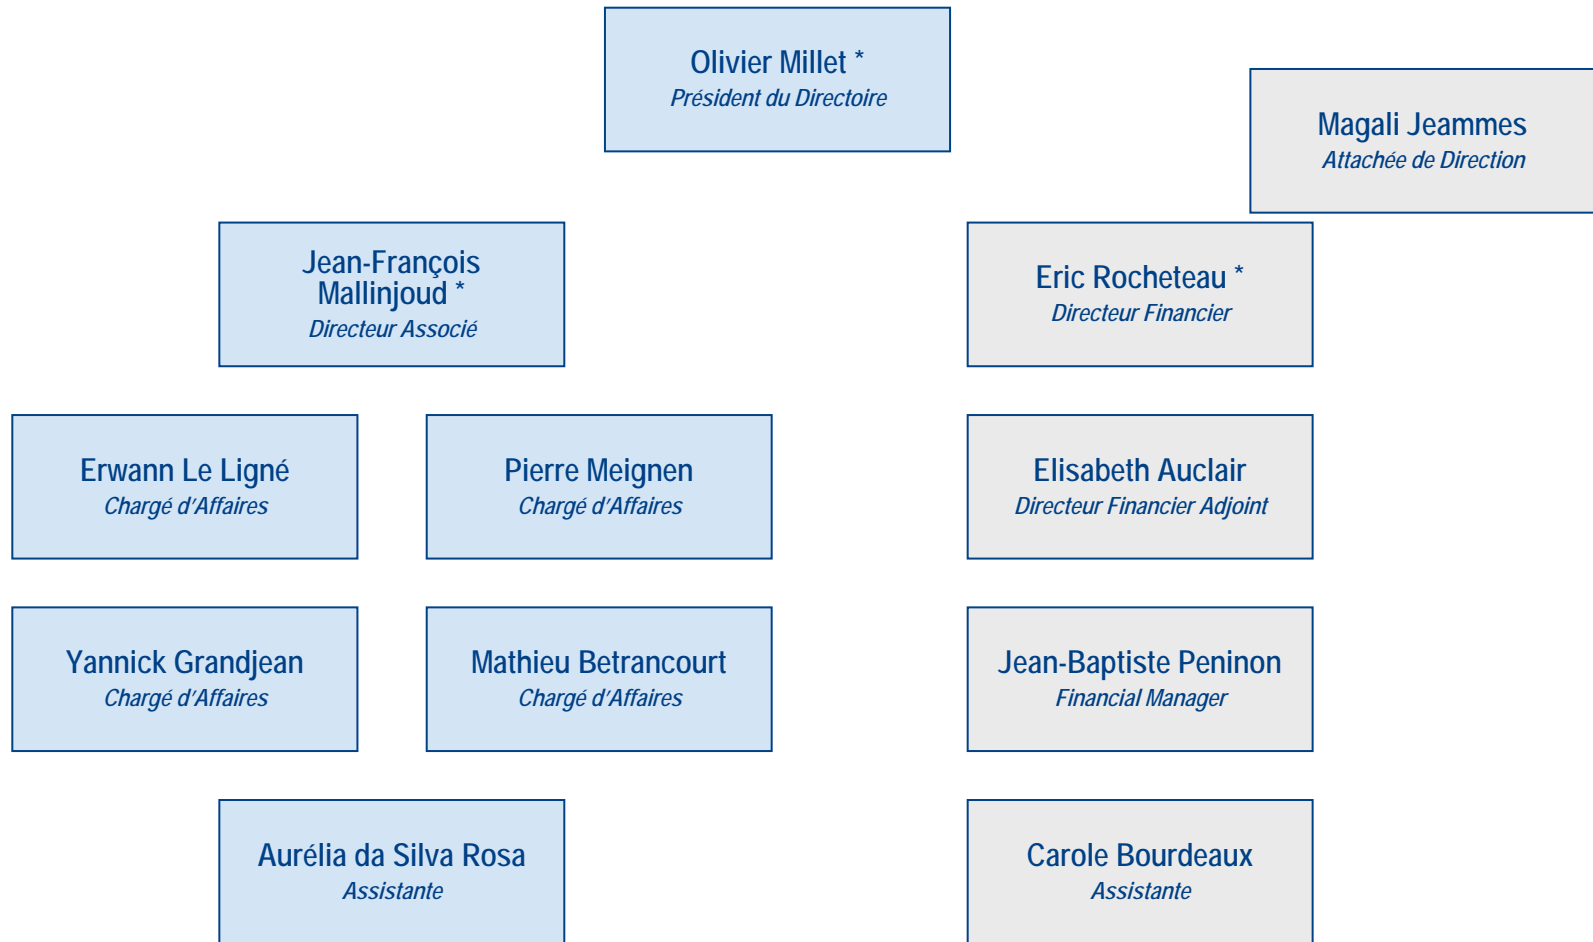 Olivier Millet *
Président du Directoire
Magali Jeammes
Attachée de Direction
Jean-François
Mallinjoud *
Directeur Associé
Eric Rocheteau *
Directeur Financier
Erwann Le Ligné
Chargé d'Affaires
Pierre Meignen
Chargé d'Affaires
Elisabeth Auclair
Directeur Financier Adjoint
Yannick Grandjean
Chargé d'Affaires
Mathieu Betrancourt
Chargé d'Affaires
Jean-Baptiste Peninon
Financial Manager
Aurélia da Silva Rosa
Assistante
Carole Bourdeaux
Assistante